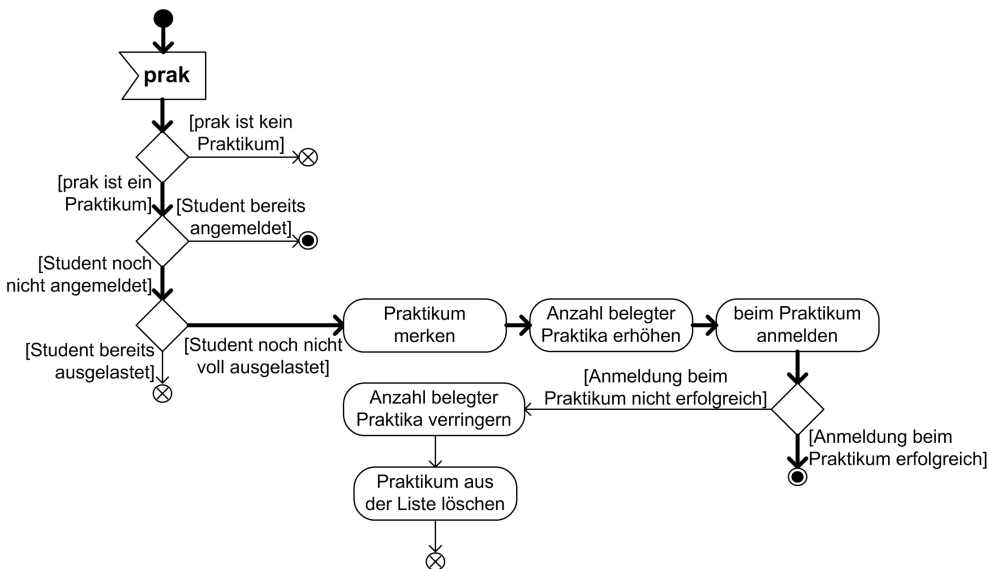 prak
[prak ist kein
Praktikum]
[prak ist ein
Praktikum]
[Student bereits
angemeldet]
[Student noch
nicht angemeldet]
[Student bereits
ausgelastet]
[Student noch nicht
voll ausgelastet]
Praktikum
merken
Anzahl belegter
Praktika erhöhen
beim Praktikum
anmelden
[Anmeldung beim
Praktikum nicht erfolgreich]
[Anmeldung beim
Praktikum erfolgreich]
Anzahl belegter
Praktika verringern
Praktikum aus
der Liste löschen